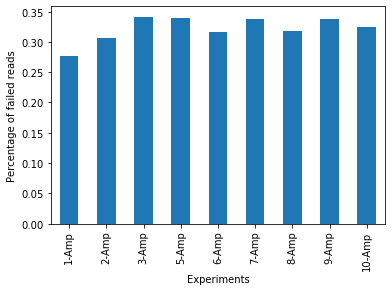 Percentage of failed reads
0.35
0.30
0.25
0.20
0.15
0.10
0.05
0.00
1-Amp
2-Amp
3-Amp
5-Amp
6-Amp
7-Amp
8-Amp
9-Amp
10-Amp
Experiments